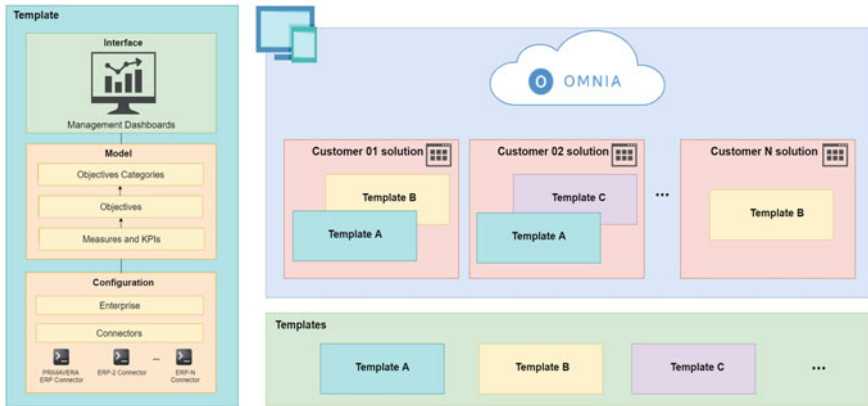 Template
Interface
Management Dashboards
Model
Objectives Categories
Objectives
Measures and KPIs
Configuration
Enterprise
Connectors
PRIMAVERA
ERP Connector
ERP-2 Connector
...
ERP-N
Connector
O OMNIA
Customer 01 solution
Template B
Template A
Customer 02 solution
Template C
Template A
...
Customer N solution
Template B
Templates
Template A
Template B
Template C
...